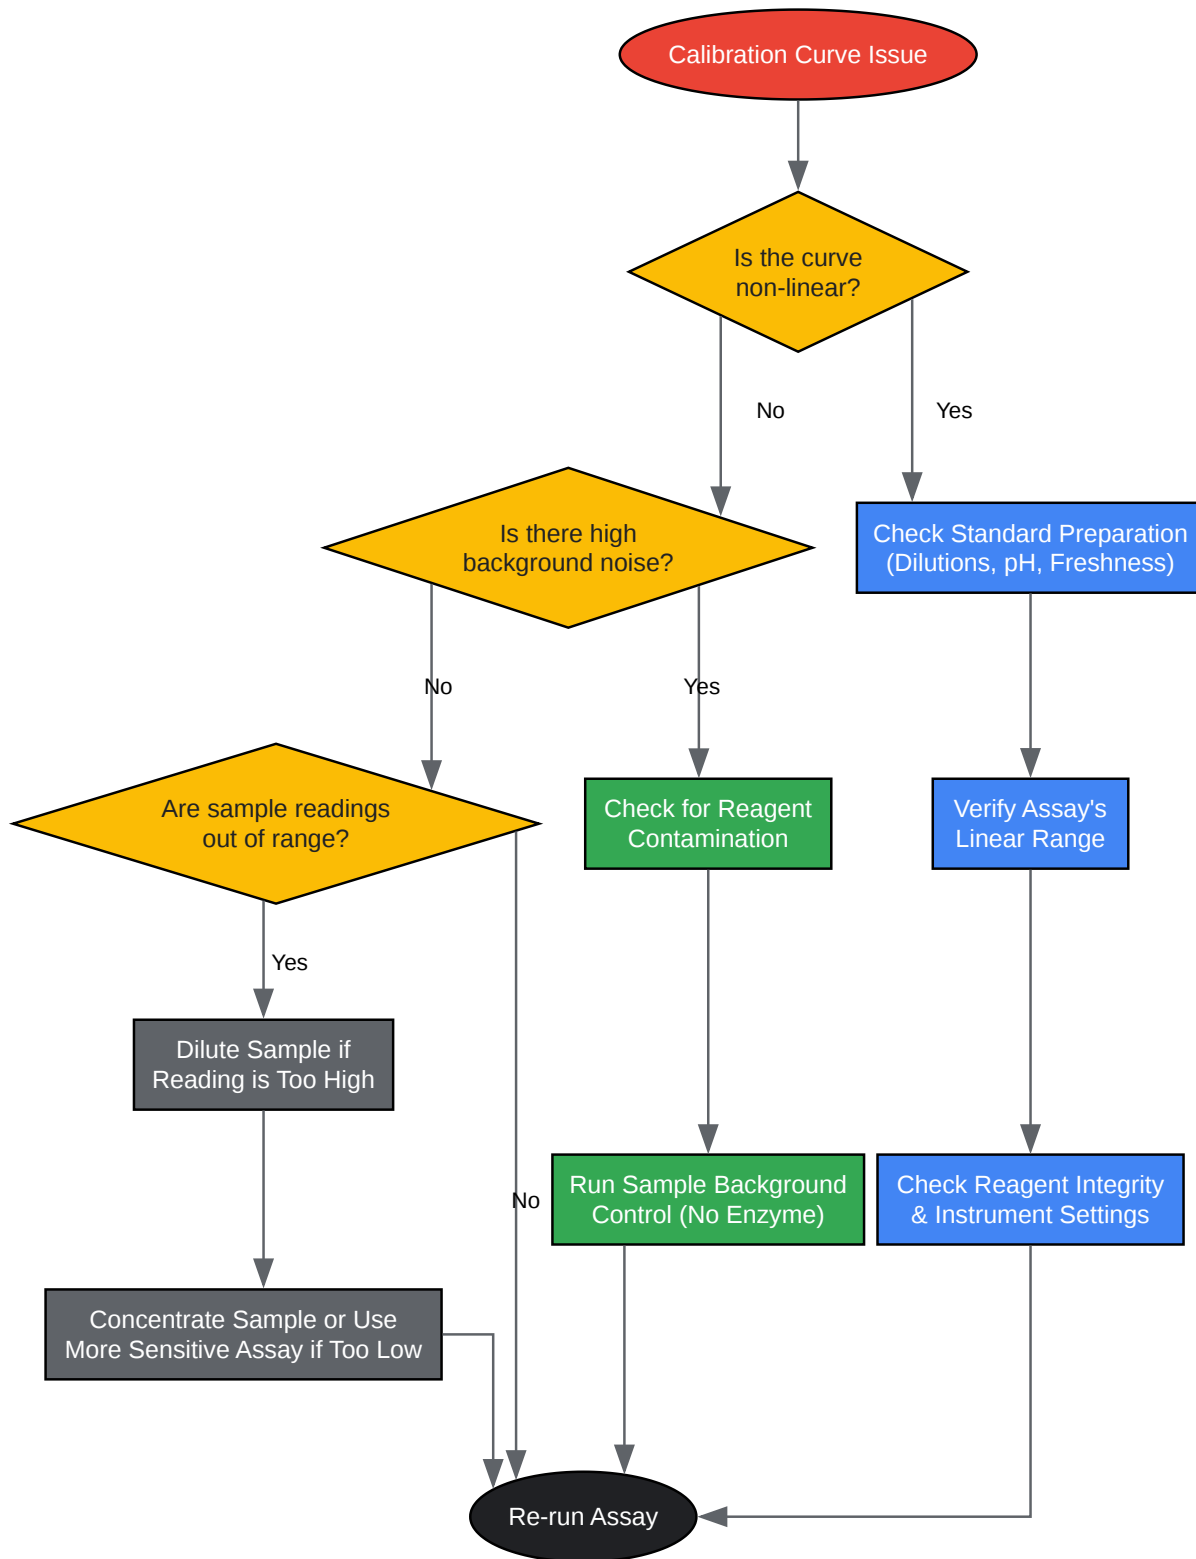 Calibration Curve Issue
Is the curve
non-linear?
No
Yes
Is there high
background noise?
Check Standard Preparation
(Dilutions, pH, Freshness)
No
Yes
Are sample readings
out of range?
Check for Reagent
Contamination
Verify Assay's
Linear Range
Yes
Dilute Sample if
Reading is Too High
No
Run Sample Background
Control (No Enzyme)
Check Reagent Integrity
& Instrument Settings
Concentrate Sample or Use
More Sensitive Assay if Too Low
Re-run Assay